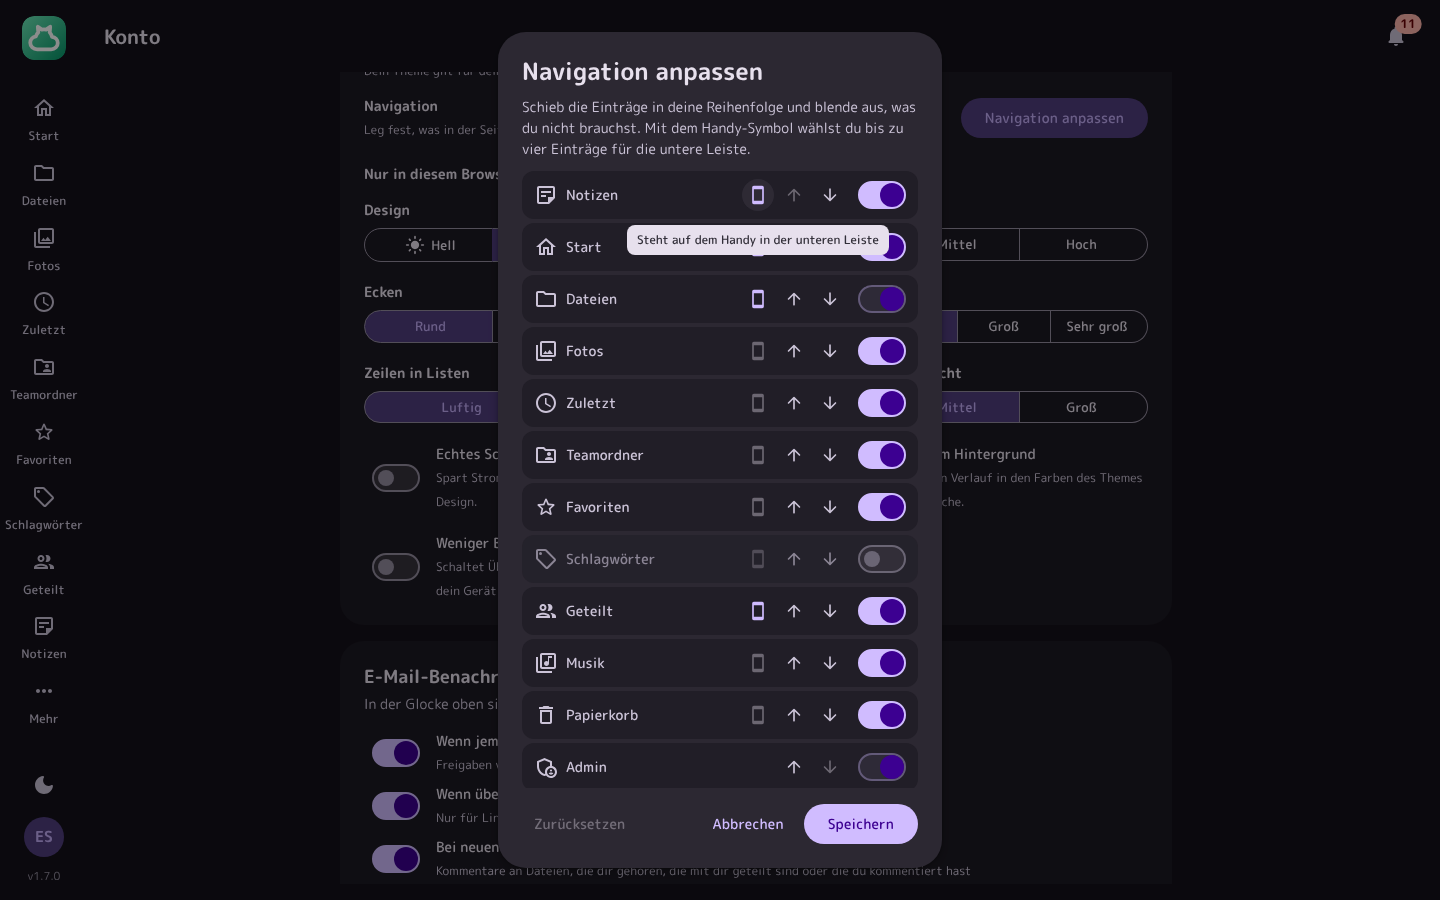 Konto
11
Start
Dateien
Fotos
Zuletzt
Teamordner
Favoriten
Schlagwörter
Geteilt
Notizen
Mehr
ES
v1.7.0
Navigation
Navigation anpassen
Nur in diesem Brows
Design
Hell
Mittel
Hoch
Ecken
Rund
Groß
Sehr groß
Zeilen in Listen
Luftig
Mittel
Groß
Echtes Sc
Spart Stron
Design.
m Hintergrund
n Verlauf in den Farben des Themes
che.
Weniger B
Schaltet Üb
dein Gerät
E-Mail-Benachr
In der Glocke oben si
Wenn jem
Freigaben v
Wenn übe
Nur für Lin
Bei neuen
Kommentare an Dateien, die dir gehören, die mit dir geteilt sind oder die du kommentiert hast
Navigation anpassen
Schieb die Einträge in deine Reihenfolge und blende aus, was
du nicht brauchst. Mit dem Handy-Symbol wählst du bis zu
vier Einträge für die untere Leiste.
Notizen
Steht auf dem Handy in der unteren Leiste
Start
Dateien
Fotos
Zuletzt
Teamordner
Favoriten
Schlagwörter
Geteilt
Musik
Papierkorb
Admin
Zurücksetzen
Abbrechen
Speichern